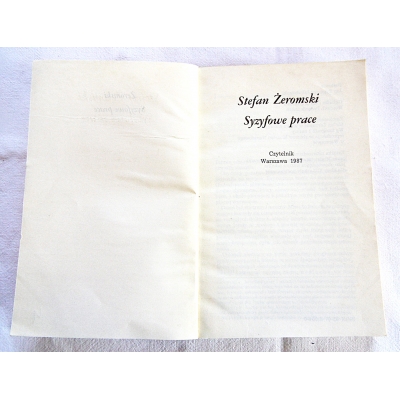 Stefan Żeromski
Syzyfowe prace
Czytelnik
Warszawa 1987